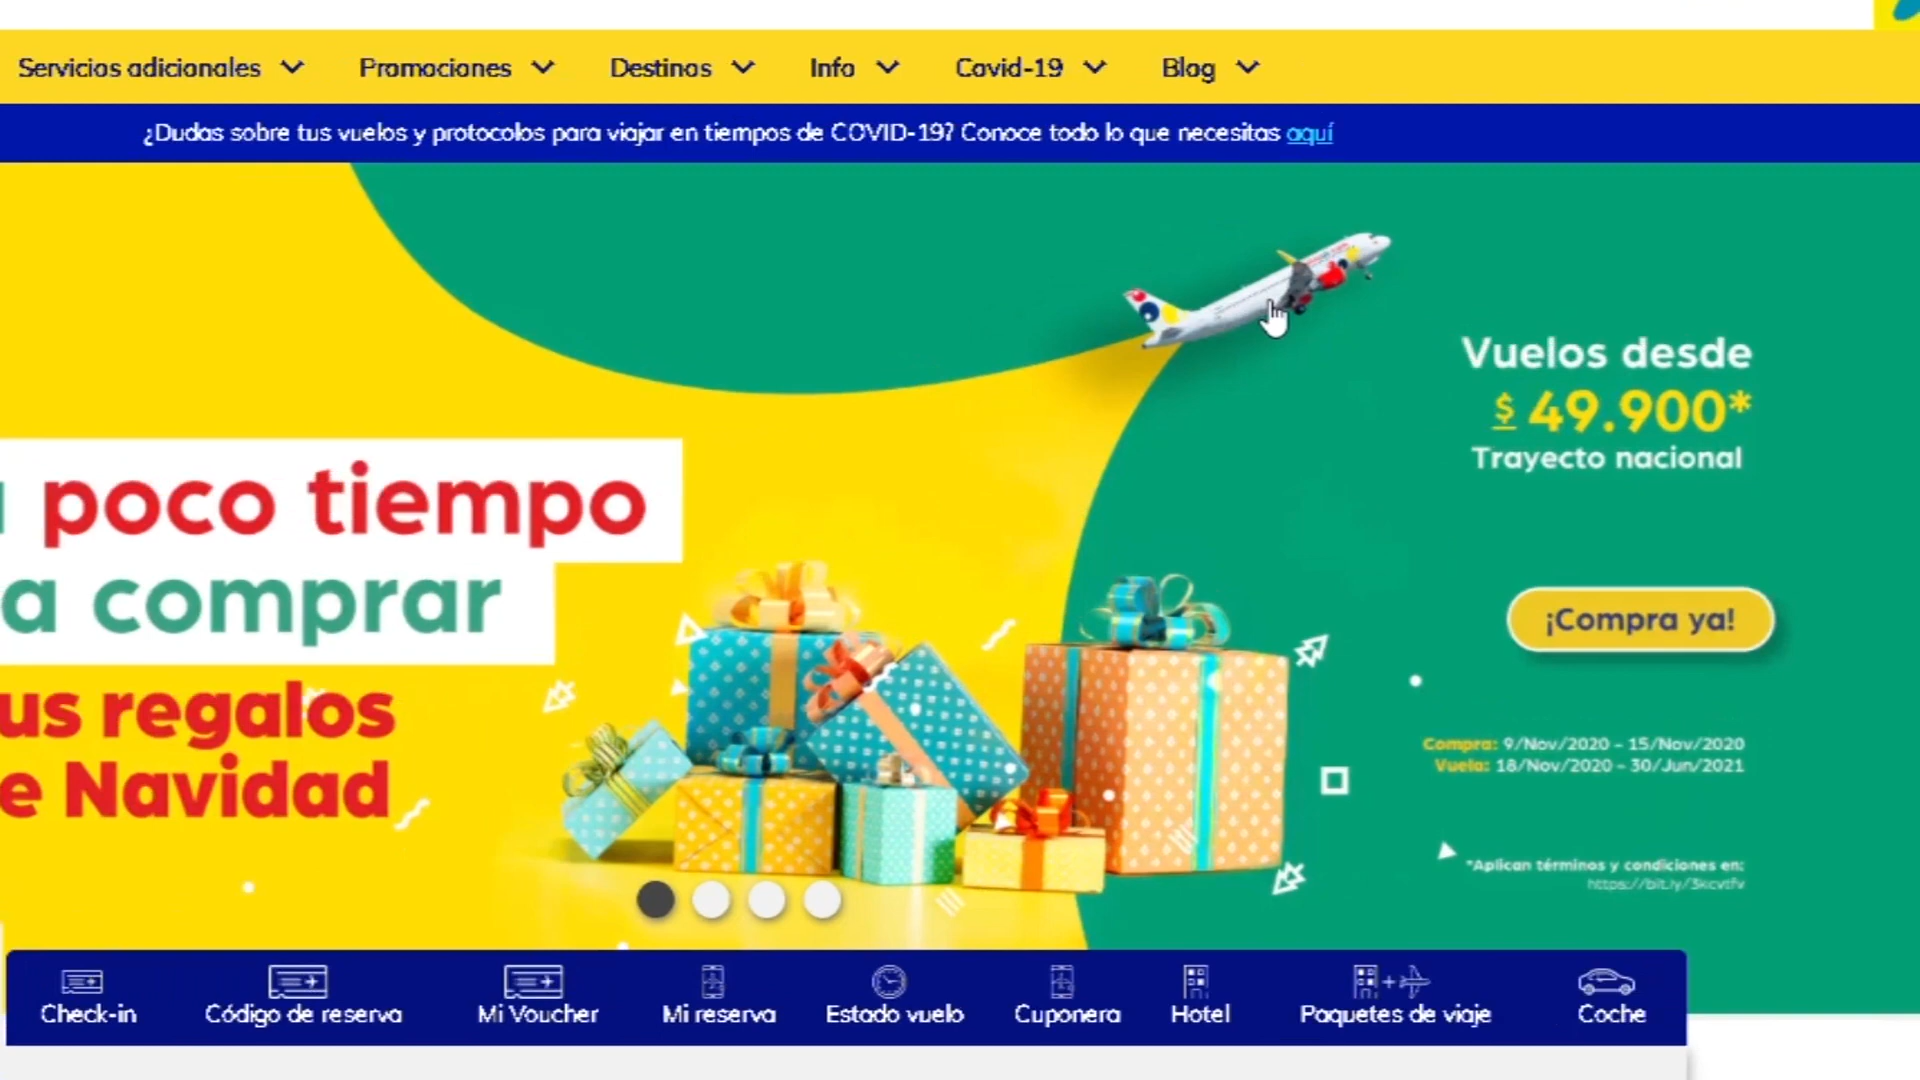 Servicios adicionales
Promociones
Destinos
Info
Covid-19
Blog
¿Dudas sobre tus vuelos y protocolos para viajar en tiempos de COVID-19? Conoce todo lo que necesitas aquí
Vuelos desde
$ 49.900*
Trayecto nacional
poco tiempo
a comprar
us regalos
e Navidad
¡Compra ya!
Compra: 9/Nov/2020 - 15/Nov/2020
Vuela: 18/Nov/2020 - 30/Jun/2021
*Aplican términos y condiciones en:
Check-in
Código de reserva
Mi Voucher
Mi reserva
Estado vuelo
Cuponera
Hotel
Paquetes de viaje
Coche